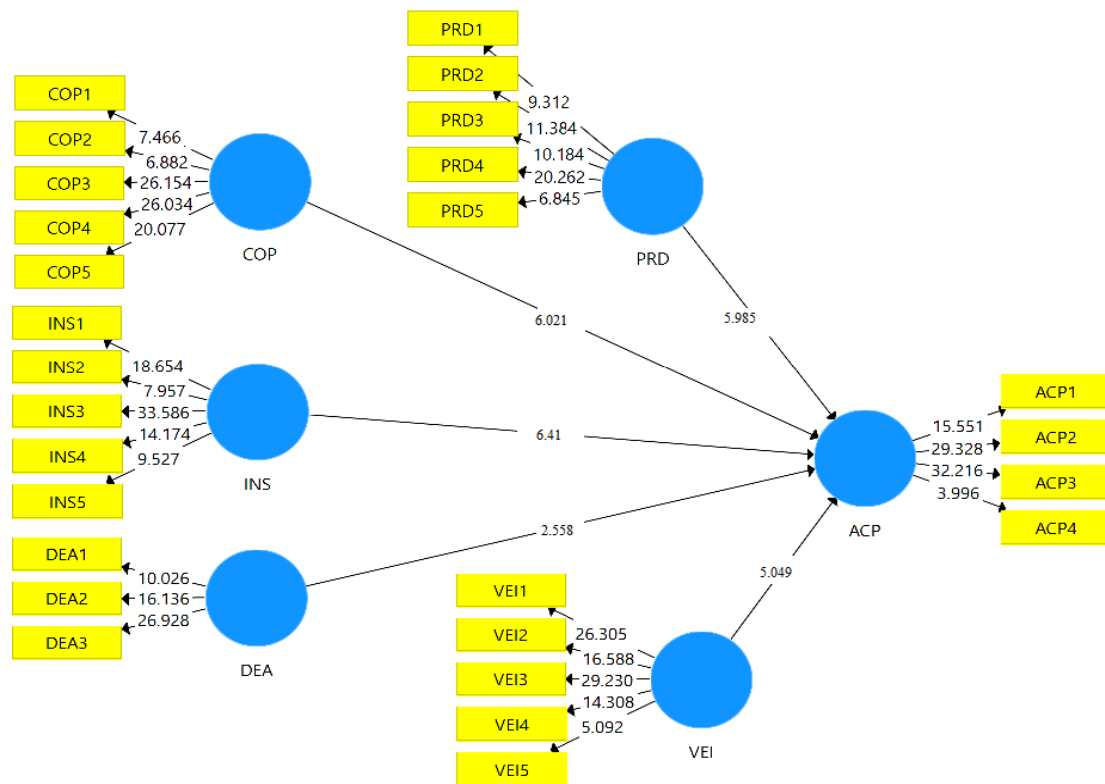 PRD1
PRD2
PRD3
PRD4
PRD5
9.312
11.384
10.184
20.262
6.845
PRD
COP1
COP2
COP3
COP4
COP5
7.466
6.882
26.154
26.034
20.077
COP
6.021
5.985
INS1
INS2
INS3
INS4
INS5
18.654
7.957
33.586
14.174
9.527
INS
6.41
ACP1
ACP2
ACP3
ACP4
15.551
29.328
32.216
3.996
ACP
DEA1
DEA2
DEA3
10.026
16.136
26.928
DEA
2.558
5.049
VEI1
VEI2
VEI3
VEI4
VEI5
26.305
16.588
29.230
14.308
5.092
VEI